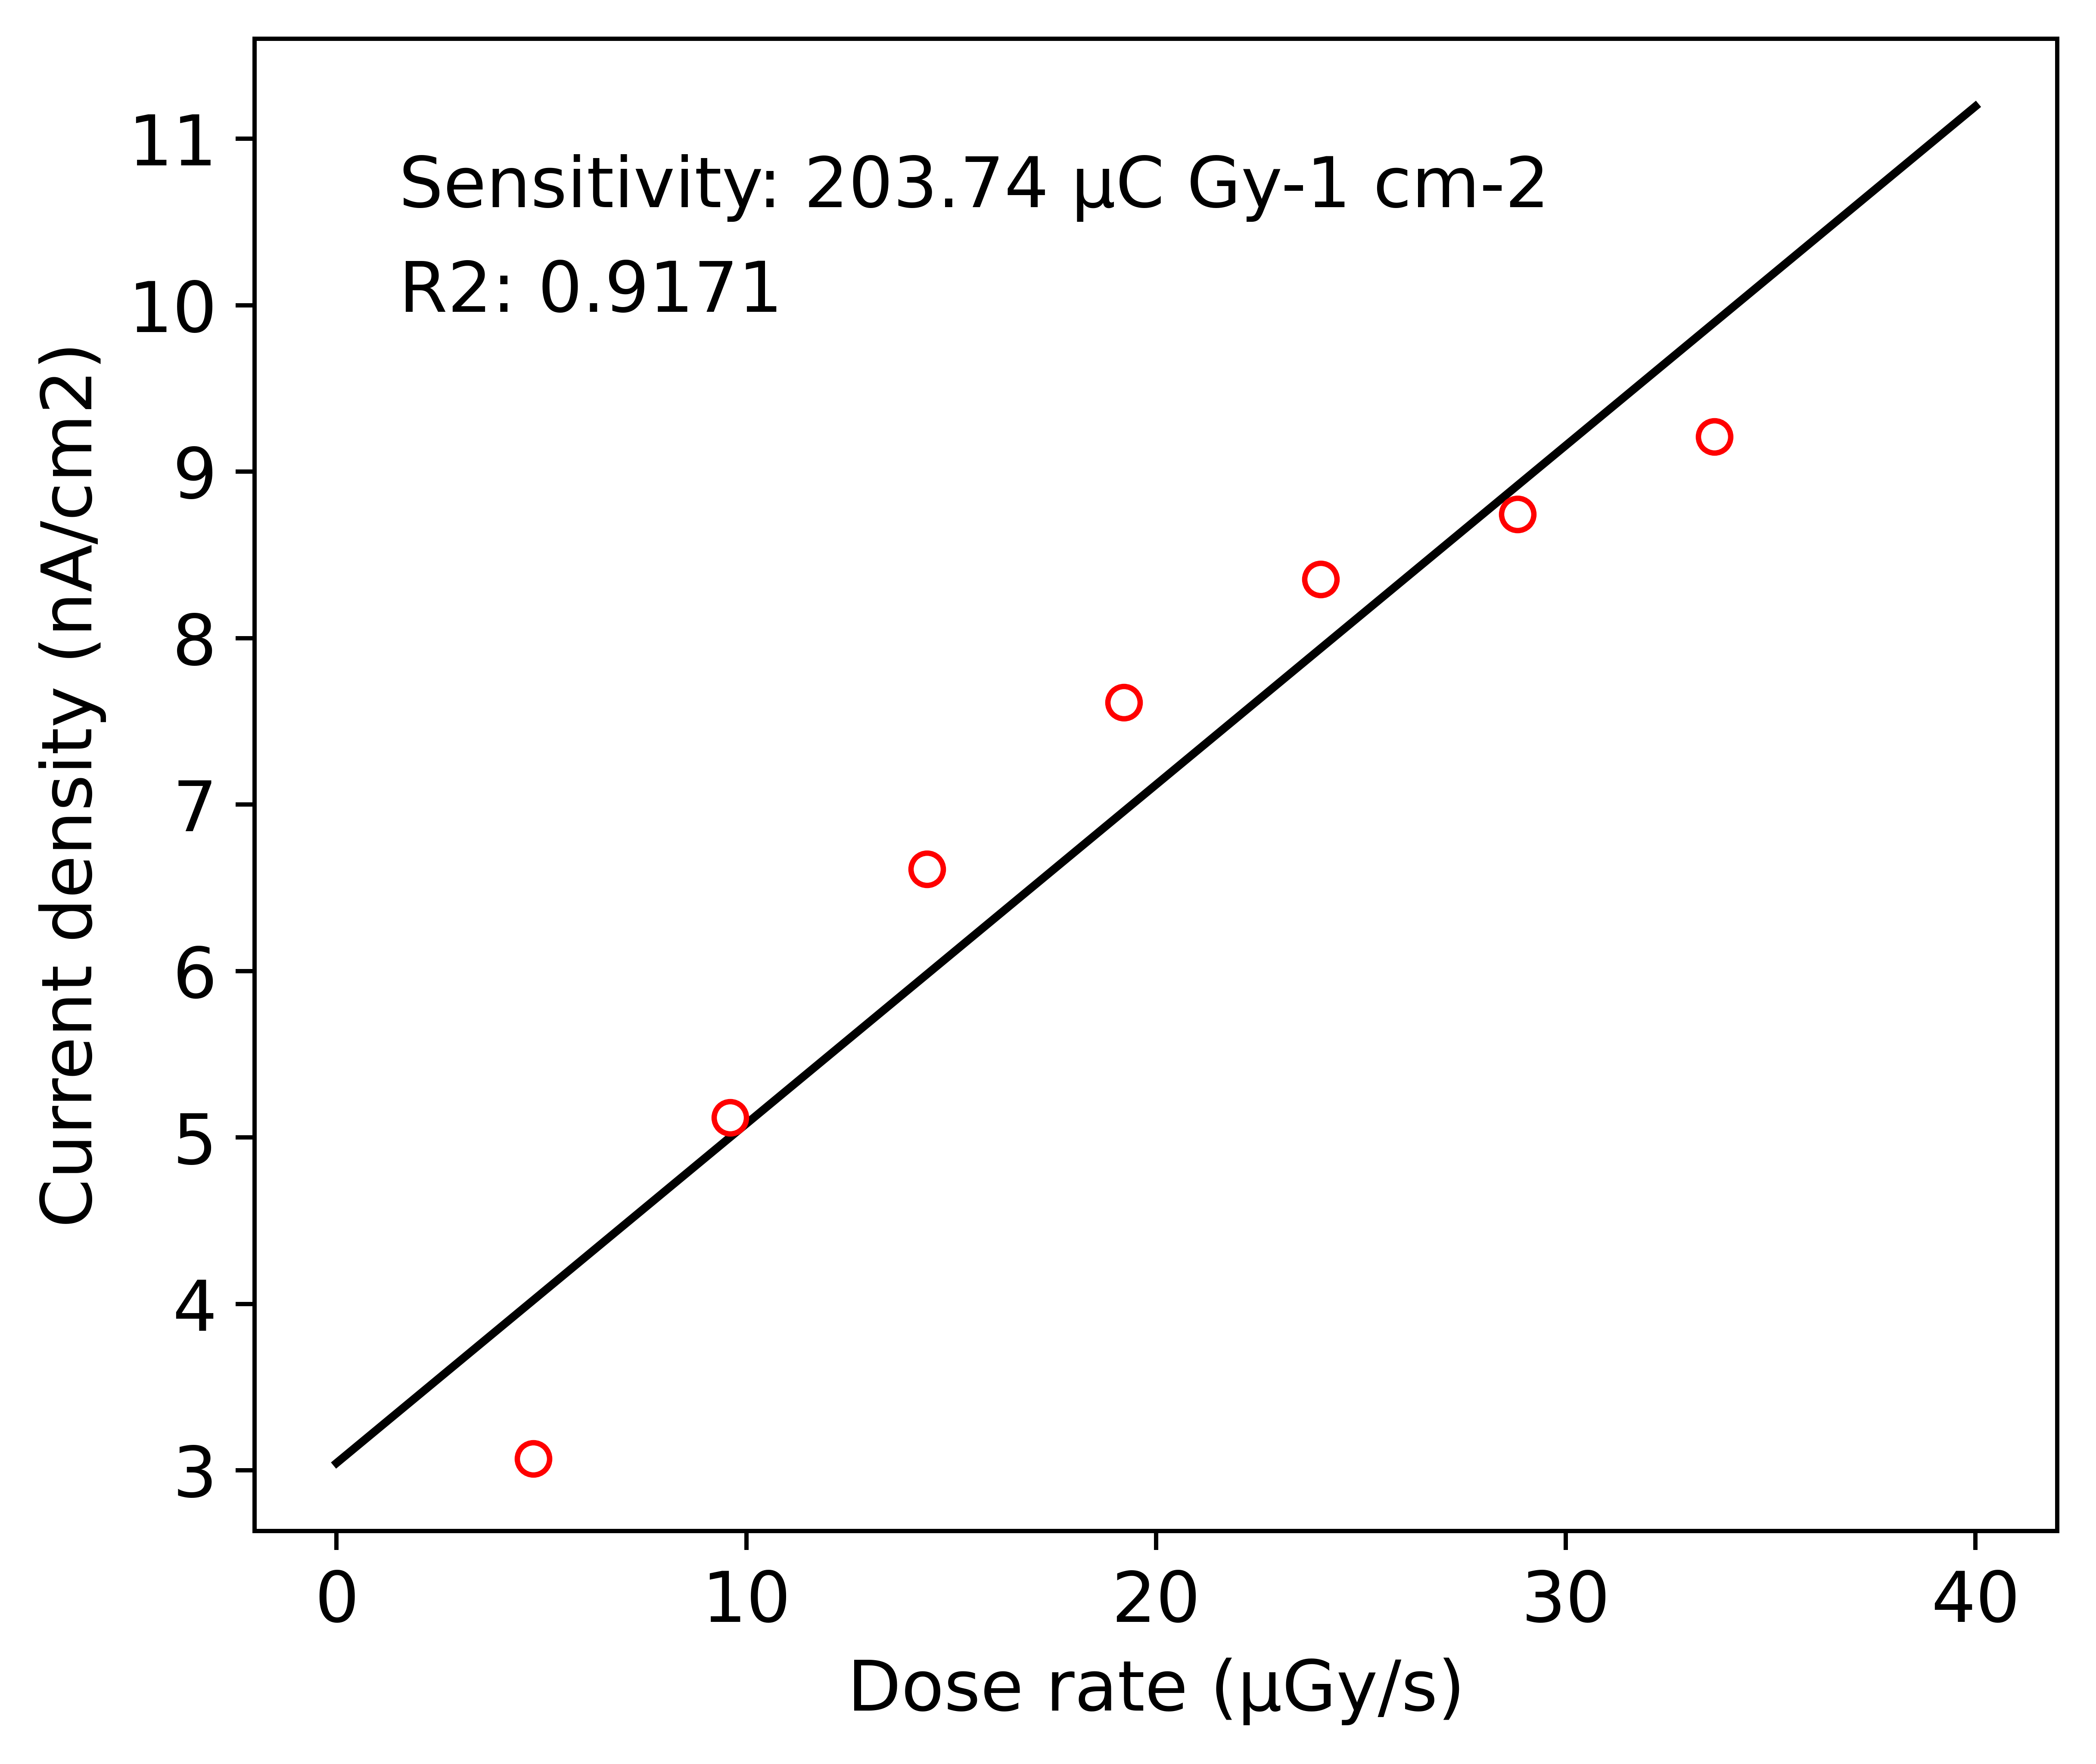 Sensitivity: 203.74 μC Gy-1 cm-2
R2: 0.9171
Current density (nA/cm2)
11
10
9
8
7
6
5
4
3
0 10 20 30 40
Dose rate (μGy/s)